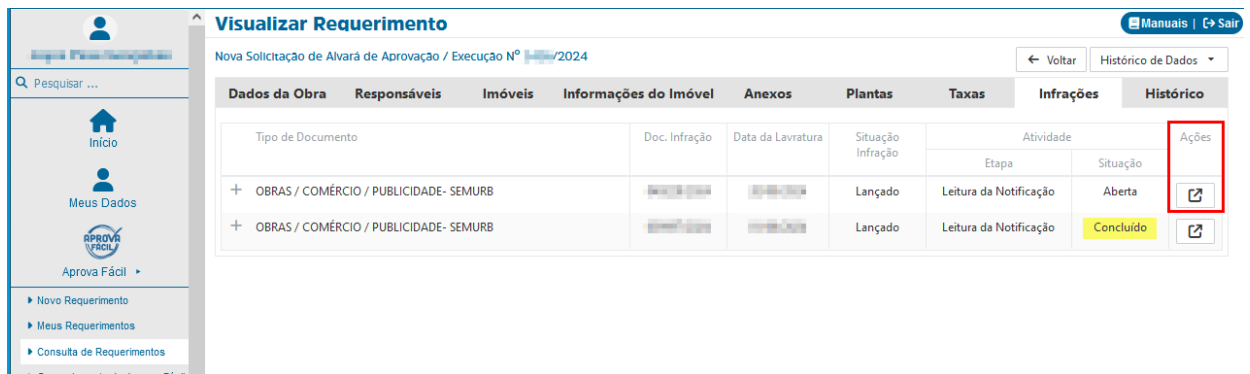 Visualizar Requerimento
Manuais | Sair
Nova Solicitação de Alvará de Aprovação / Execução Nº /2024
← Voltar
Histórico de Dados
Pesquisar ...
Dados da Obra Responsáveis Imóveis Informações do Imóvel Anexos Plantas Taxas Infrações Histórico
Início
Tipo de Documento Doc. Infração Data da Lavratura Situação Infração Atividade Ações
Etapa Situação
+ OBRAS / COMÉRCIO / PUBLICIDADE- SEMURB Lançado Leitura da Notificação Aberta
+ OBRAS / COMÉRCIO / PUBLICIDADE- SEMURB Lançado Leitura da Notificação Concluído
Meus Dados
APROVA FÁCIL
Aprova Fácil
Novo Requerimento
Meus Requerimentos
Consulta de Requerimentos